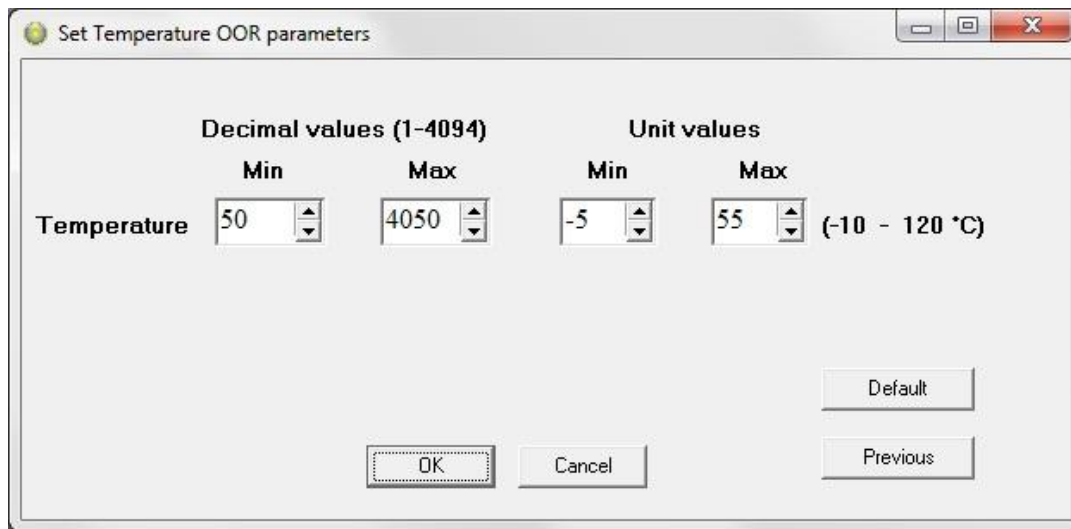 Set Temperature OOR parameters
Decimal values (1-4094) Unit values
Min Max Min Max
Temperature 50 4050 -5 55 (-10 - 120 °C)
Default
OK Cancel Previous